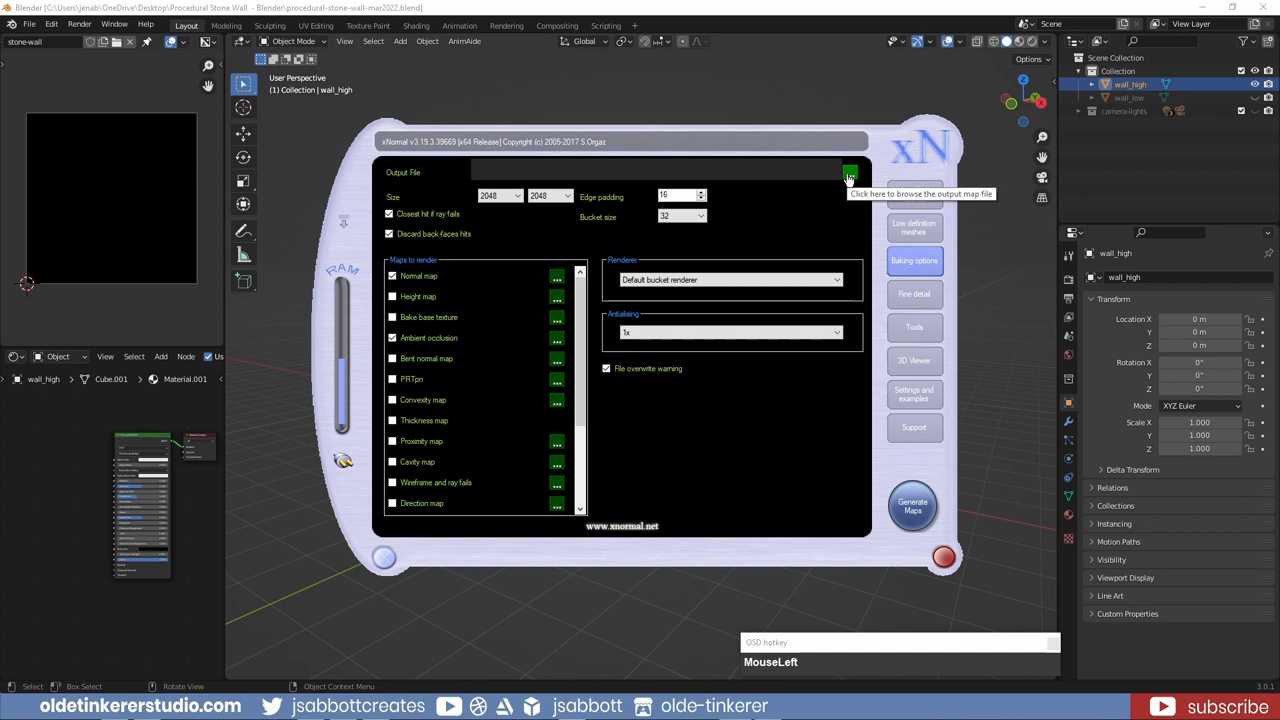 Blender [C:\Users\jenab\OneDrive\Desktop\Procedural Stone Wall - Blender\procedural-stone-wall-mar2022.blend]
File Edit Render Window Help Layout Modeling Sculpting UV Editing Texture Paint Shading Animation Rendering Compositing Scripting Scene View Layer
stone-wall Object Mode View Select Add Object AnimAide Global
Options
User Perspective
(1) Collection | wall_high
Scene Collection
Collection
wall_high
wall_low
camera-lights
xNormal v3.19.3.39669 [x64 Release] Copyright (c) 2005-2017 S.Orgaz
xN
Output File
...
Click here to browse the output map file
Size 2048 2048 Edge padding 16
Closest hit if ray fails Bucket size 32
Discard back-faces hits
Low definition meshes
Baking options
Fine detail
Tools
3D Viewer
Settings and examples
Support
Generate Maps
RAM
Maps to render
Normal map ...
Height map ...
Bake base texture ...
Ambient occlusion ...
Bent normal map ...
PRTpn ...
Convexity map ...
Thickness map
Proximity map ...
Cavity map ...
Wireframe and ray fails ...
Direction map ...
Renderer
Default bucket renderer
Antialising
1x
File overwrite warning
www.xnormal.net
Object View Select Add Node Us
wall_high Cube.001 Material.001
wall_high
wall_high
Transform
Location X 0 m
Y 0 m
Z 0 m
Rotation X 0°
Y 0°
Z 0°
Mode XYZ Euler
Scale X 1.000
Y 1.000
Z 1.000
Delta Transform
Relations
Collections
Instancing
Motion Paths
Visibility
Viewport Display
Line Art
Custom Properties
OSD hotkey
MouseLeft
Select Box Select Rotate View Object Context Menu 3.0.1
oldetinkererstudio.com jsabbottcreates jsabbott olde-tinkerer subscribe